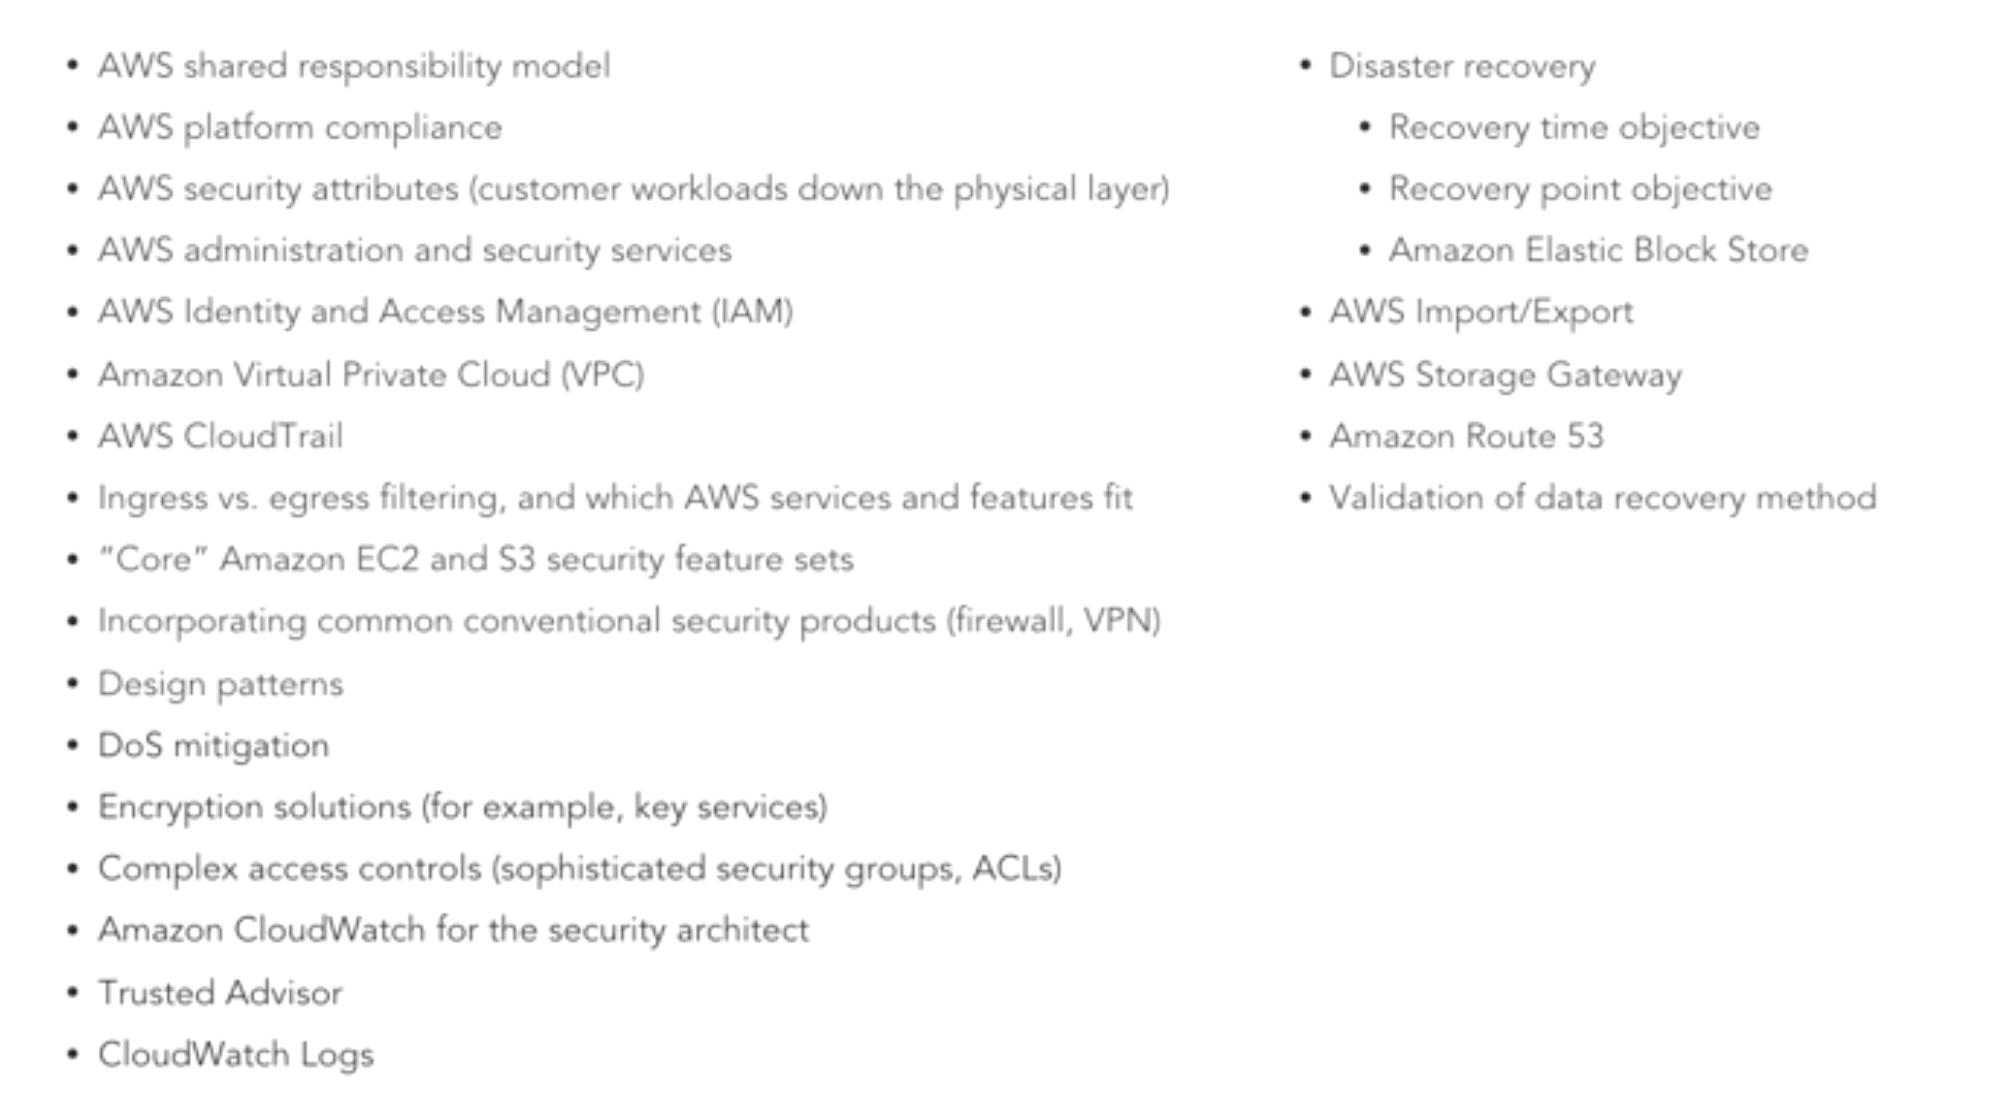 • AWS shared responsibility model
• AWS platform compliance
• AWS security attributes (customer workloads down the physical layer)
• AWS administration and security services
• AWS Identity and Access Management (IAM)
• Amazon Virtual Private Cloud (VPC)
• AWS CloudTrail
• Ingress vs. egress filtering, and which AWS services and features fit
• “Core” Amazon EC2 and S3 security feature sets
• Incorporating common conventional security products (firewall, VPN)
• Design patterns
• DoS mitigation
• Encryption solutions (for example, key services)
• Complex access controls (sophisticated security groups, ACLs)
• Amazon CloudWatch for the security architect
• Trusted Advisor
• CloudWatch Logs
• Disaster recovery
• Recovery time objective
• Recovery point objective
• Amazon Elastic Block Store
• AWS Import/Export
• AWS Storage Gateway
• Amazon Route 53
• Validation of data recovery method